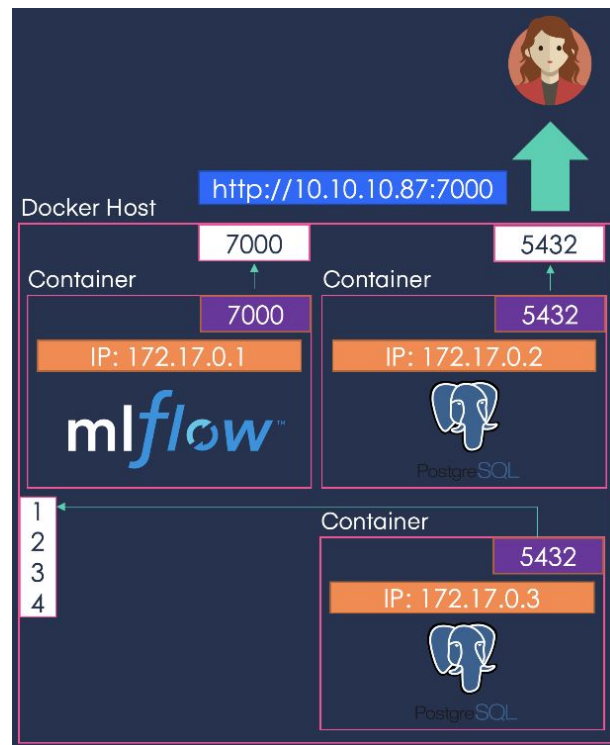 http://10.10.10.87:7000
Docker Host
7000
5432
Container
Container
7000
5432
IP: 172.17.0.1
IP: 172.17.0.2
mlflow™
PostgreSQL
1
2
3
4
Container
5432
IP: 172.17.0.3
PostgreSQL